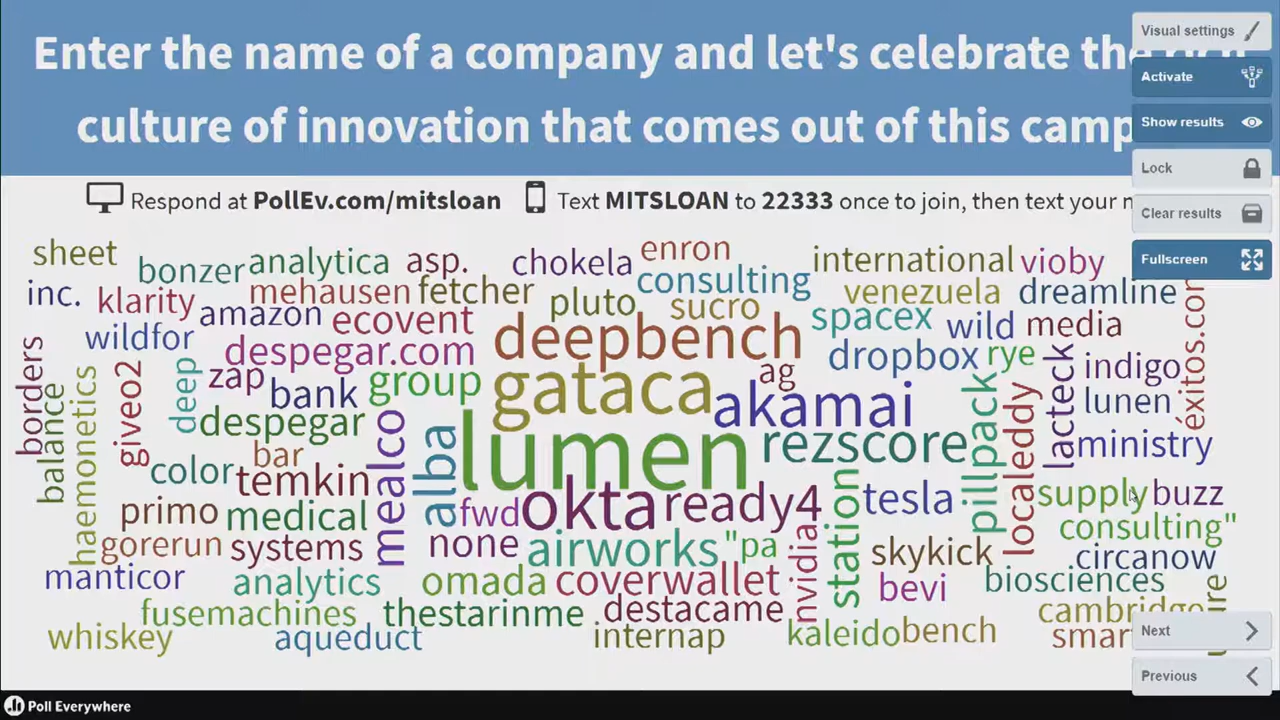 Enter the name of a company and let's celebrate the rich
culture of innovation that comes out of this camp
Respond at PollEv.com/mitsloan Text MITSLOAN to 22333 once to join, then text your m
Visual settings
Activate
Show results
Lock
Clear results
Fullscreen
sheet bonzer analytica asp. chokela enron international vioby
inc. klarity mehausen fetcher consulting venezuela dreamline
amazon ecovent pluto sucro spacex wild media
wildfor despegar.com deepbench dropbox rye éxitos.com
borders deep zap bank group gataca ag lacteck indigo
balance haemonetics giveo2 despegar akamai pillpack localeddy lunen
bar mealco alba lumen rezscore ministry
color temkin okta ready4 station tesla supply buzz
primo medical fwd consulting"
gorerun systems none airworks "pa nvidia skykick circanow
manticor analytics omada coverwallet bevi biosciences
fusemachines thestarinme destacame cambridge
whiskey aqueduct internap kaleido bench smar
Next
Previous
Poll Everywhere